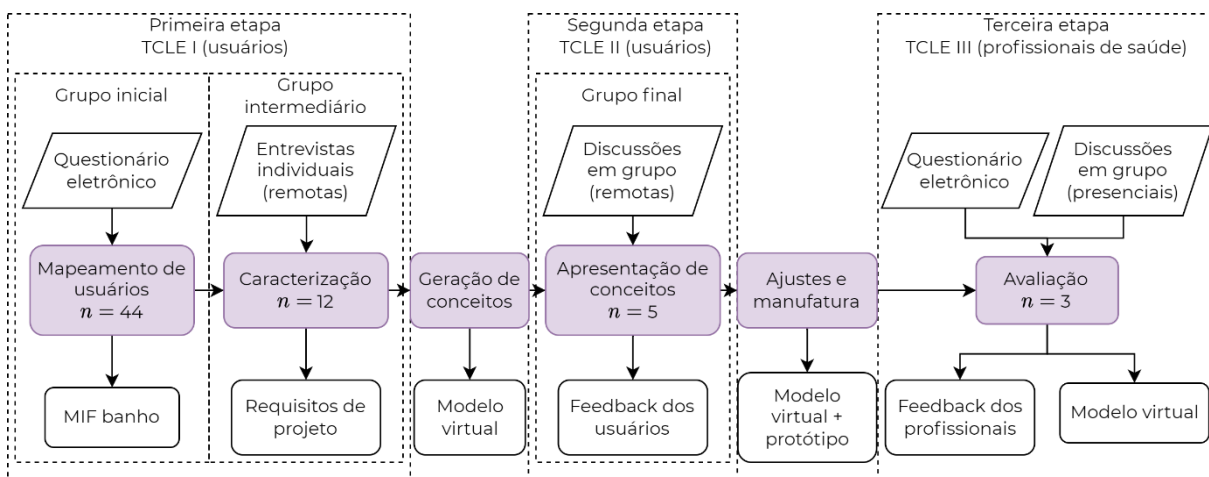 Primeira etapa
TCLE I (usuários)
Segunda etapa
TCLE II (usuários)
Terceira etapa
TCLE III (profissionais de saúde)
Grupo inicial
Grupo
intermediário
Grupo final
Questionário
eletrônico
Entrevistas
individuais
(remotas)
Discussões
em grupo
(remotas)
Questionário
eletrônico
Discussões
em grupo
(presenciais)
Mapeamento de
usuários
n = 44
Caracterização
n = 12
Geração de
conceitos
Apresentação de
conceitos
n = 5
Ajustes e
manufatura
Avaliação
n = 3
MIF banho
Requisitos de
projeto
Modelo
virtual
Feedback dos
usuários
Modelo
virtual +
protótipo
Feedback dos
profissionais
Modelo virtual